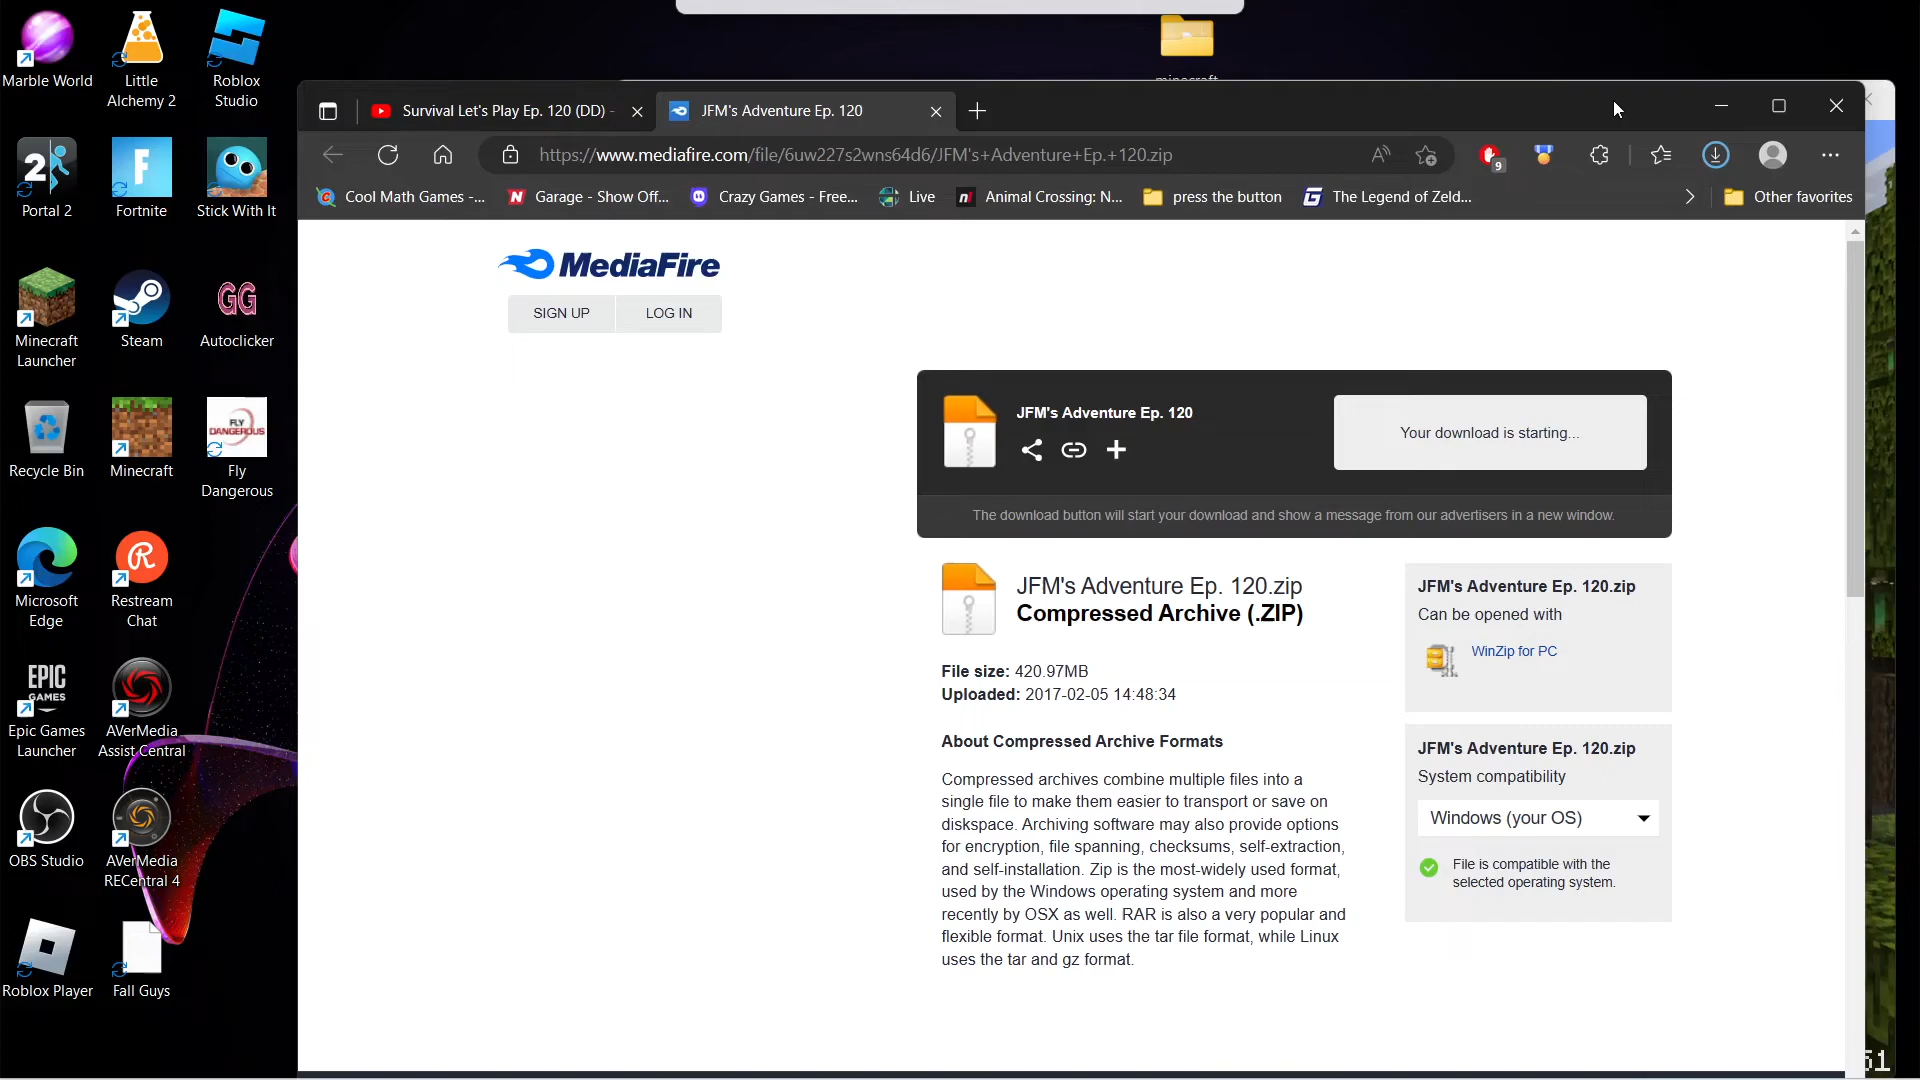 Marble World
Little
Alchemy 2
Roblox
Studio
2
Portal 2
F
Fortnite
Stick With It
Minecraft
Launcher
Steam
GG
Autoclicker
Recycle Bin
Minecraft
FLY
DANGEROUS
Fly
Dangerous
Microsoft
Edge
R
Restream
Chat
EPIC
GAMES
Epic Games
Launcher
AVerMedia
Assist Central
OBS Studio
AVerMedia
RECentral 4
Roblox Player
Fall Guys
minecraft
Survival Let's Play Ep. 120 (DD) -
JFM's Adventure Ep. 120
https://www.mediafire.com/file/6uw227s2wns64d6/JFM's+Adventure+Ep.+120.zip
9
Cool Math Games -...
Garage - Show Off...
Crazy Games - Free...
Live
Animal Crossing: N...
press the button
The Legend of Zeld...
Other favorites
MediaFire
SIGN UP
LOG IN
JFM's Adventure Ep. 120
Your download is starting...
The download button will start your download and show a message from our advertisers in a new window.
JFM's Adventure Ep. 120.zip
Compressed Archive (.ZIP)
File size: 420.97MB
Uploaded: 2017-02-05 14:48:34
About Compressed Archive Formats
Compressed archives combine multiple files into a
single file to make them easier to transport or save on
diskspace. Archiving software may also provide options
for encryption, file spanning, checksums, self-extraction,
and self-installation. Zip is the most-widely used format,
used by the Windows operating system and more
recently by OSX as well. RAR is also a very popular and
flexible format. Unix uses the tar file format, while Linux
uses the tar and gz format.
JFM's Adventure Ep. 120.zip
Can be opened with
WinZip for PC
JFM's Adventure Ep. 120.zip
System compatibility
Windows (your OS)
File is compatible with the
selected operating system.
51